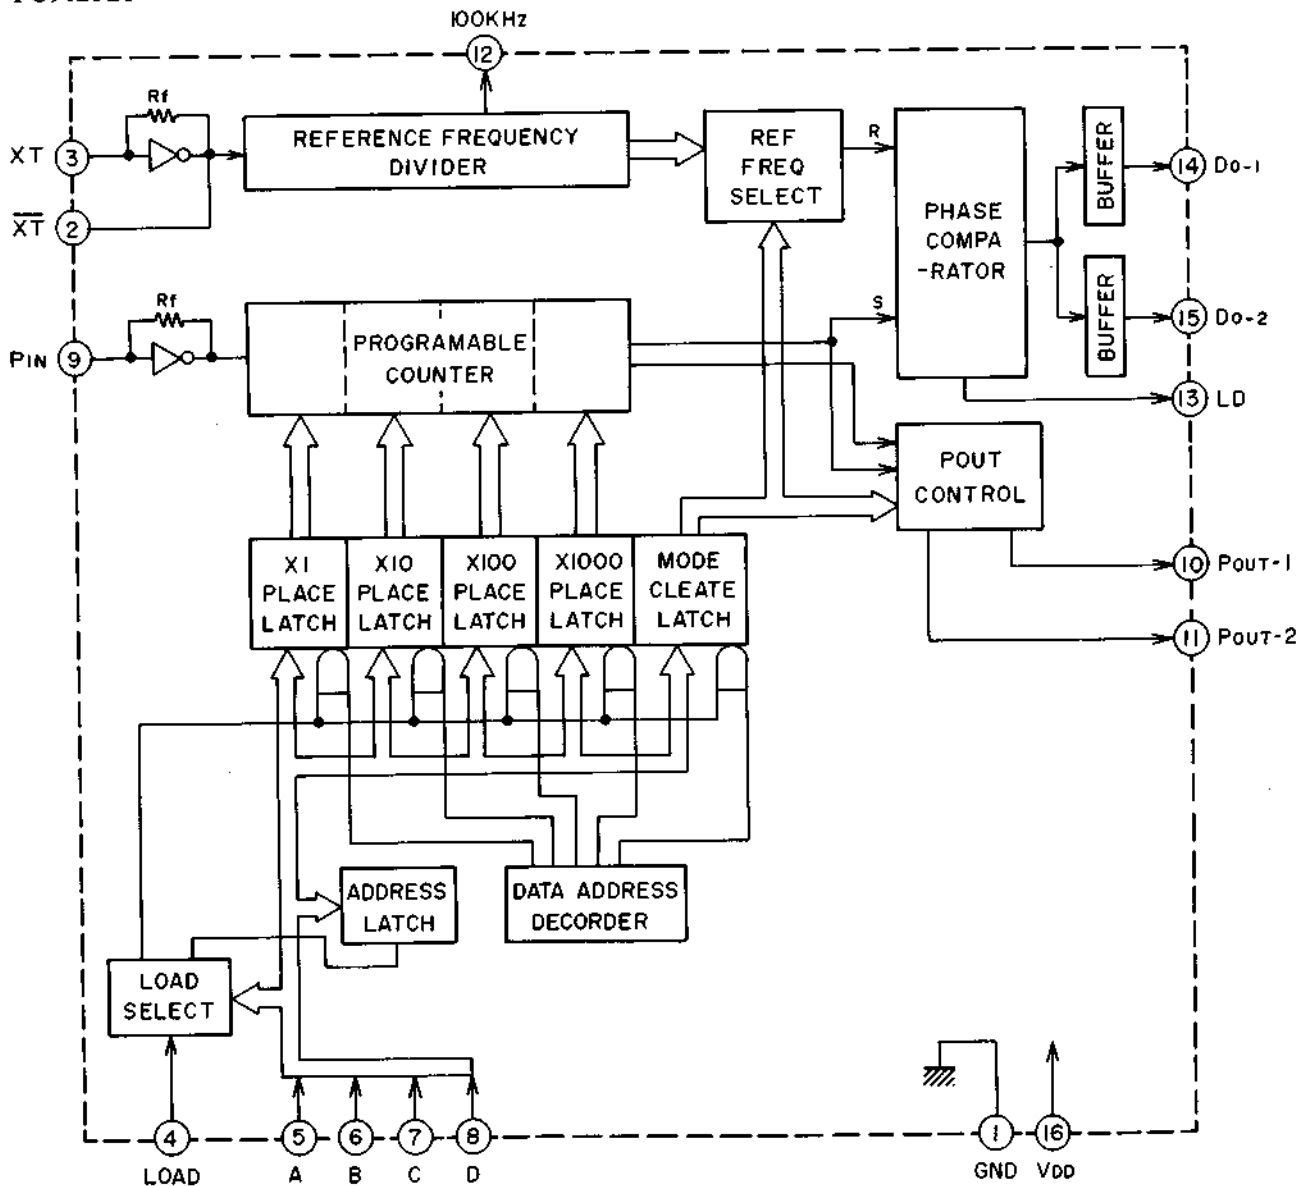 100KHz
12
Rf
XT
3
REFERENCE FREQUENCY
DIVIDER
REF
FREQ
SELECT
R
PHASE
COMPA
-RATOR
S
BUFFER
14
DO-1
XT
2
BUFFER
15
DO-2
Rf
PIN
9
PROGRAMABLE
COUNTER
13
LD
POUT
CONTROL
X1
PLACE
LATCH
X10
PLACE
LATCH
X100
PLACE
LATCH
X1000
PLACE
LATCH
MODE
CLEATE
LATCH
10
POUT-1
11
POUT-2
ADDRESS
LATCH
DATA ADDRESS
DECORDER
LOAD
SELECT
4
LOAD
5
A
6
B
7
C
8
D
1
GND
16
VDD